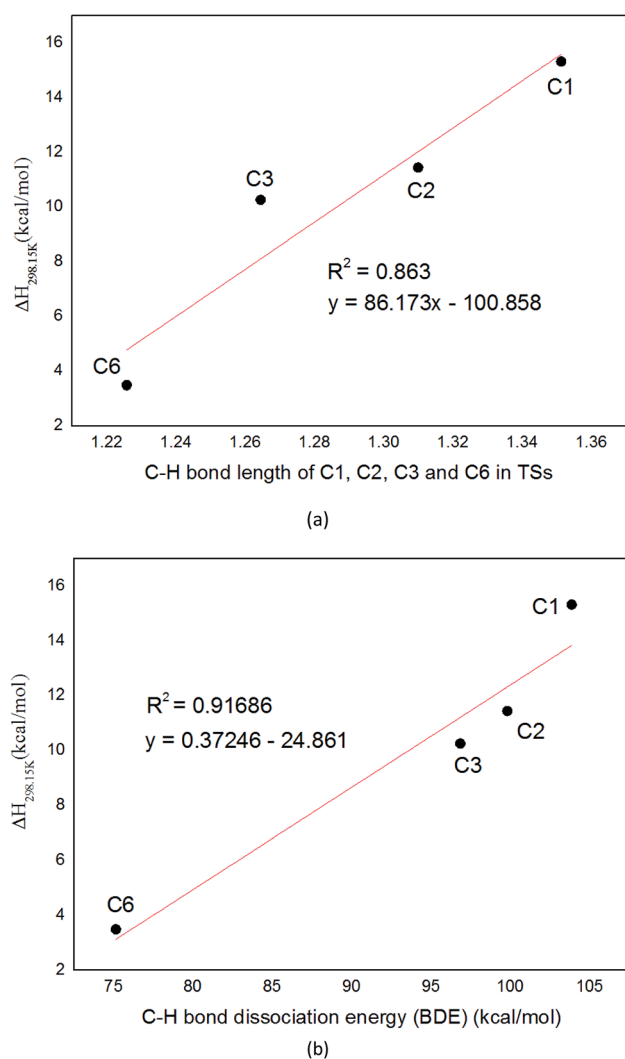 16
14
12
10
8
6
4
2
ΔH298.15K(kcal/mol)
C1
C3
C2
R² = 0.863
y = 86.173x - 100.858
C6
1.22 1.24 1.26 1.28 1.30 1.32 1.34 1.36
C-H bond length of C1, C2, C3 and C6 in TSs
(a)
16
14
12
10
8
6
4
2
ΔH298.15K(kcal/mol)
C1
R² = 0.91686
C2
y = 0.37246 - 24.861
C3
C6
75 80 85 90 95 100 105
C-H bond dissociation energy (BDE) (kcal/mol)
(b)